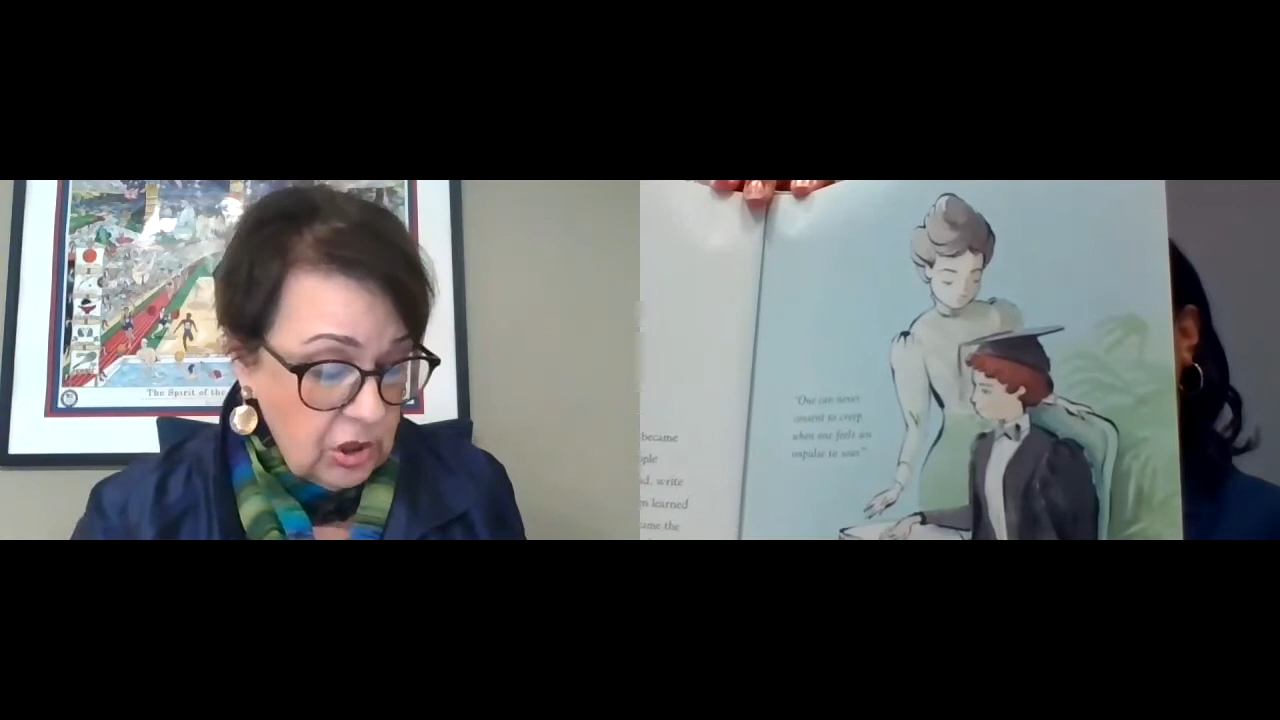 The Spirit of the
became
ple
ad, write
n learned
ame the
"One can never
consent to creep
when one feels an
impulse to soar"